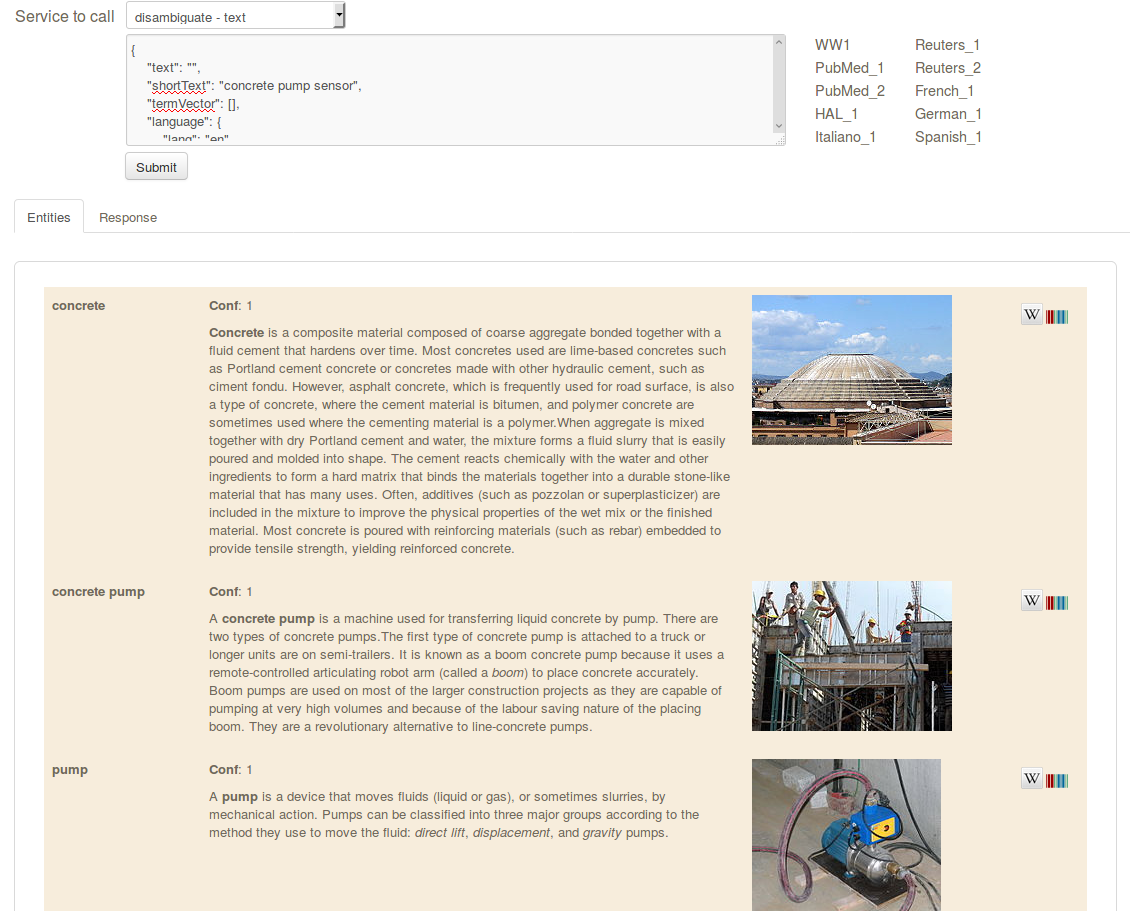 Service to call disambiguate - text
{
"text": "",
"shortText": "concrete pump sensor",
"termVector": [],
"language": {
"lang": "en"
WW1 Reuters_1
PubMed_1 Reuters_2
PubMed_2 French_1
HAL_1 German_1
Italiano_1 Spanish_1
Submit
Entities Response
concrete Conf: 1 W
Concrete is a composite material composed of coarse aggregate bonded together with a
fluid cement that hardens over time. Most concretes used are lime-based concretes such
as Portland cement concrete or concretes made with other hydraulic cement, such as
ciment fondu. However, asphalt concrete, which is frequently used for road surface, is also
a type of concrete, where the cement material is bitumen, and polymer concrete are
sometimes used where the cementing material is a polymer.When aggregate is mixed
together with dry Portland cement and water, the mixture forms a fluid slurry that is easily
poured and molded into shape. The cement reacts chemically with the water and other
ingredients to form a hard matrix that binds the materials together into a durable stone-like
material that has many uses. Often, additives (such as pozzolan or superplasticizer) are
included in the mixture to improve the physical properties of the wet mix or the finished
material. Most concrete is poured with reinforcing materials (such as rebar) embedded to
provide tensile strength, yielding reinforced concrete.
concrete pump Conf: 1 W
A concrete pump is a machine used for transferring liquid concrete by pump. There are
two types of concrete pumps.The first type of concrete pump is attached to a truck or
longer units are on semi-trailers. It is known as a boom concrete pump because it uses a
remote-controlled articulating robot arm (called a boom) to place concrete accurately.
Boom pumps are used on most of the larger construction projects as they are capable of
pumping at very high volumes and because of the labour saving nature of the placing
boom. They are a revolutionary alternative to line-concrete pumps.
pump Conf: 1 W
A pump is a device that moves fluids (liquid or gas), or sometimes slurries, by
mechanical action. Pumps can be classified into three major groups according to the
method they use to move the fluid: direct lift, displacement, and gravity pumps.